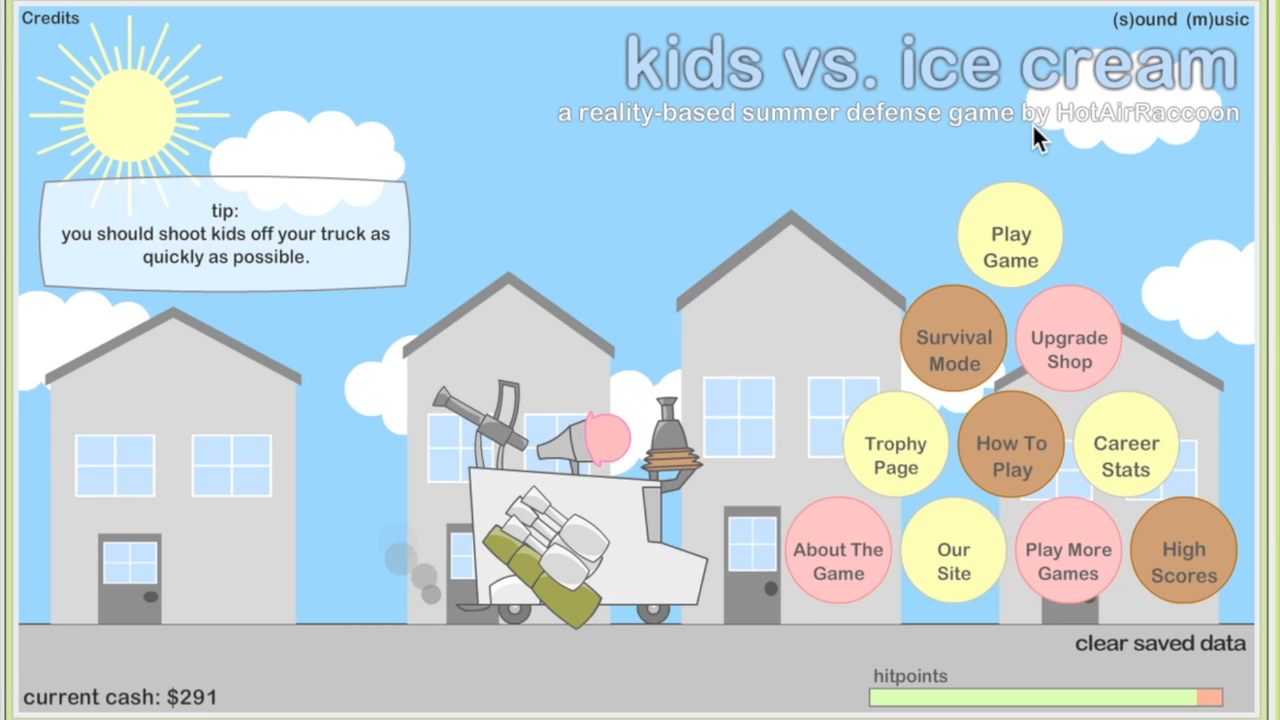 Credits
(s)ound (m)usic
kids vs. ice cream
a reality-based summer defense game by HotAirRaccoon
tip:
you should shoot kids off your truck as
quickly as possible.
Play
Game
Survival
Mode
Upgrade
Shop
Trophy
Page
How To
Play
Career
Stats
About The
Game
Our
Site
Play More
Games
High
Scores
clear saved data
hitpoints
current cash: $291